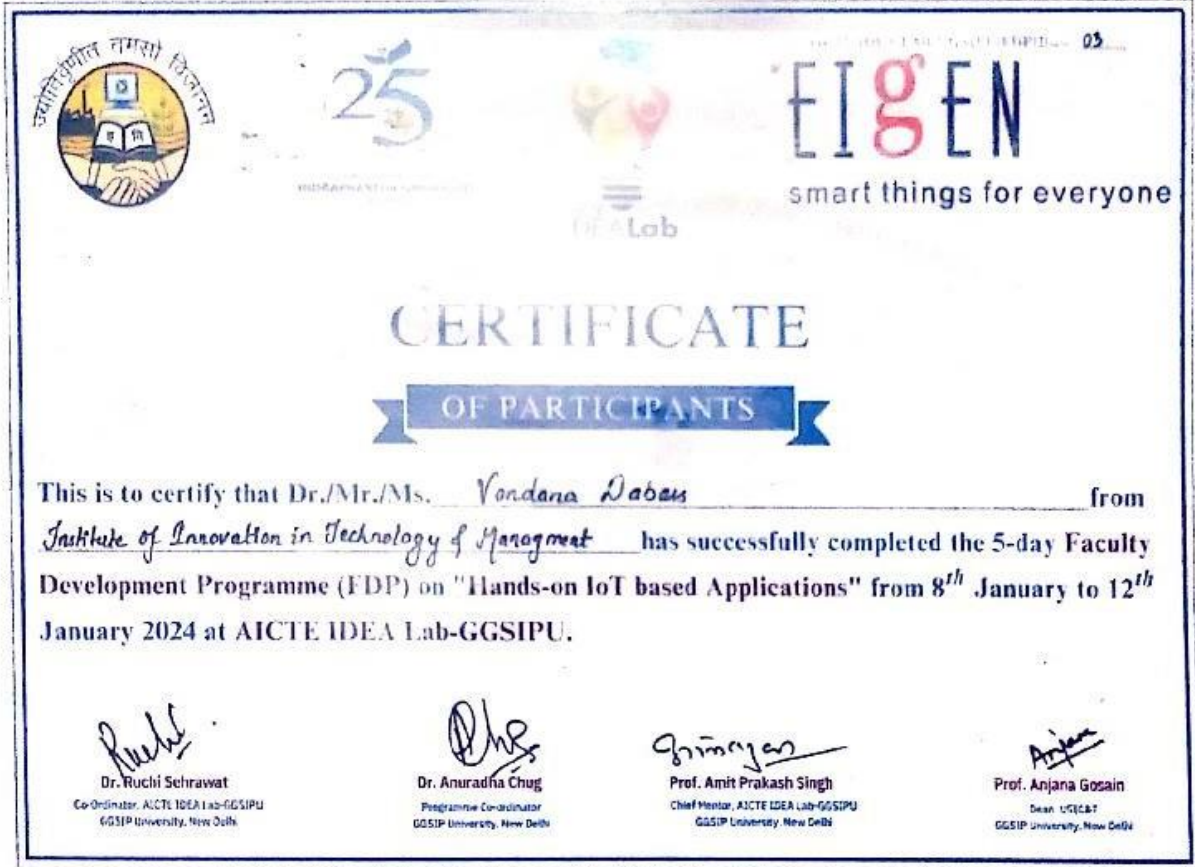 ज्योतिर्वृणीत तमसो विजानन
25
03
EIGEN
smart things for everyone
Lab
CERTIFICATE
OF PARTICIPANTS
This is to certify that Dr./Mr./Ms. Vandana Dabass from
Institute of Innovation in Technology & Managment has successfully completed the 5-day Faculty
Development Programme (FDP) on "Hands-on IoT based Applications" from 8th January to 12th
January 2024 at AICTE IDEA Lab-GGSIPU.
Dr. Ruchi Sehrawat
Co-Ordinator, AICTE IDEA Lab-GGSIPU
GGSIP University, New Delhi
Dr. Anuradha Chug
Programme Co-ordinator
GGSIP University, New Delhi
Prof. Amit Prakash Singh
Chief Mentor, AICTE IDEA Lab-GGSIPU
GGSIP University, New Delhi
Prof. Anjana Gosain
Dean USIC&T
GGSIP University, New Delhi